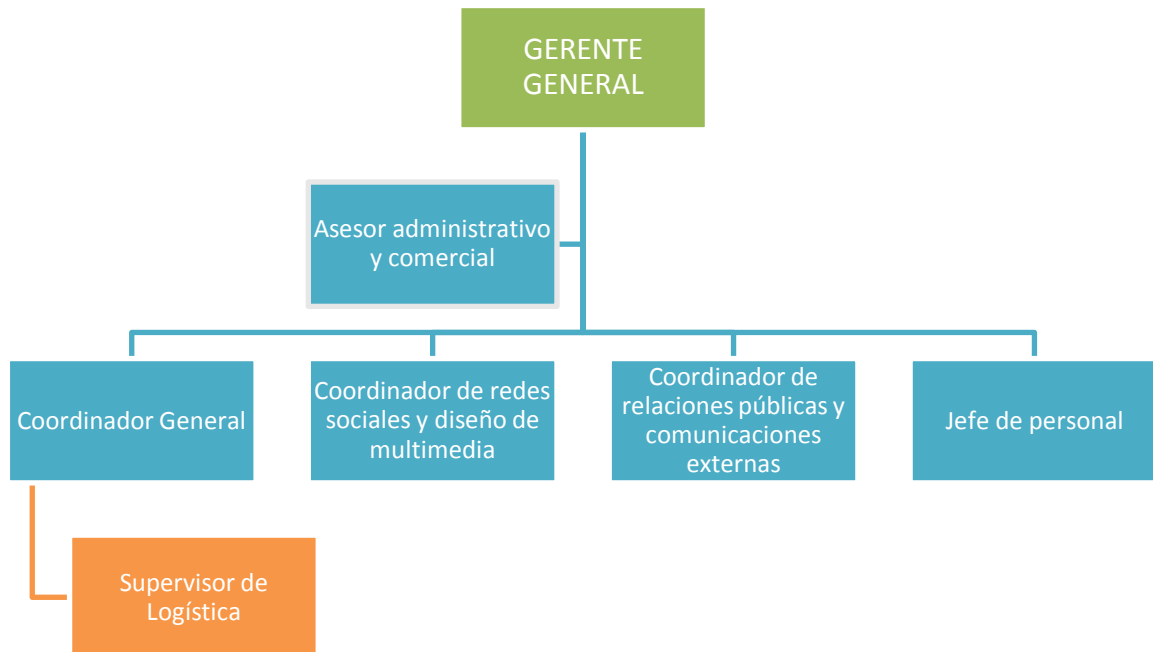 GERENTE
GENERAL
Asesor administrativo
y comercial
Coordinador General
Coordinador de redes
sociales y diseño de
multimedia
Coordinador de
relaciones públicas y
comunicaciones
externas
Jefe de personal
Supervisor de
Logística